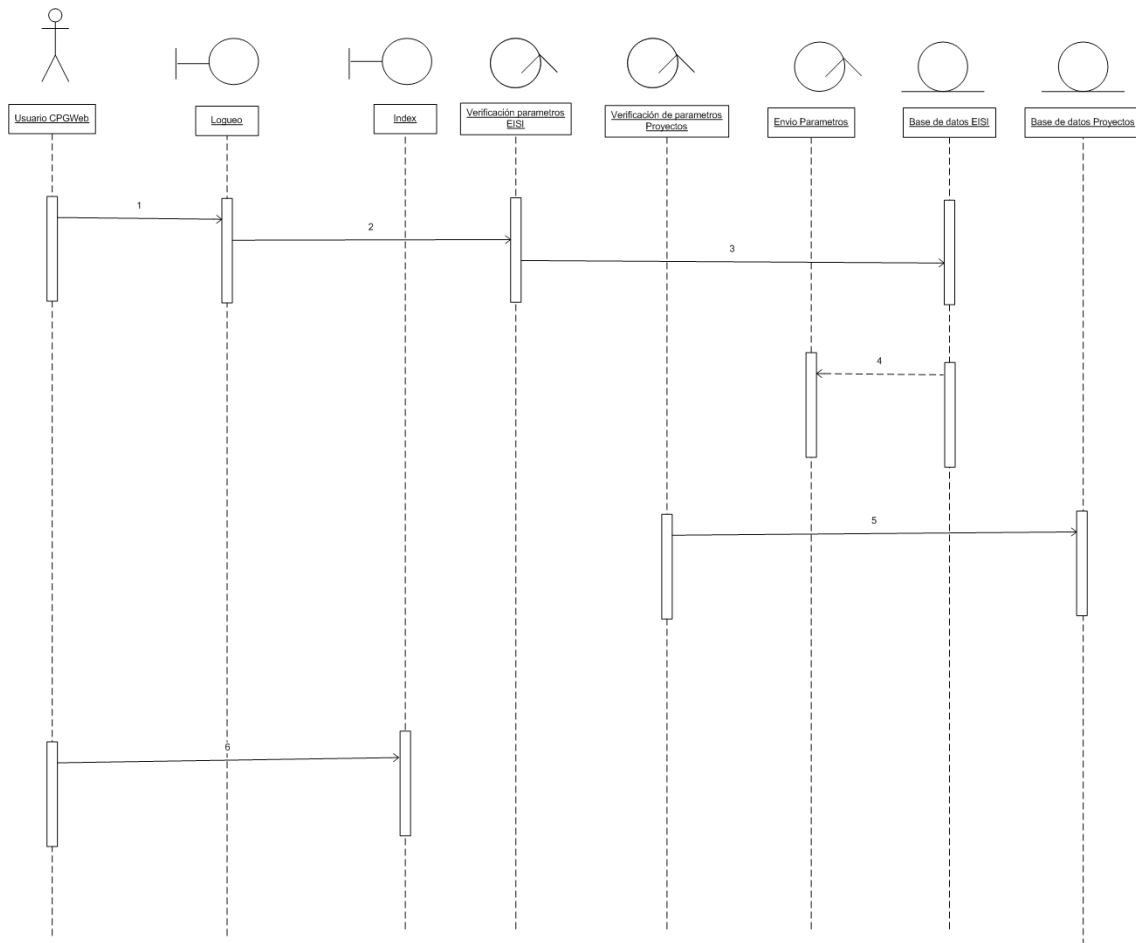 Usuario CPGWeb
Logueo
Index
Verificación parametros
EISI
Verificación de parametros
Proyectos
Envio Parametros
Base de datos EISI
Base de datos Proyectos
1
2
3
4
5
6